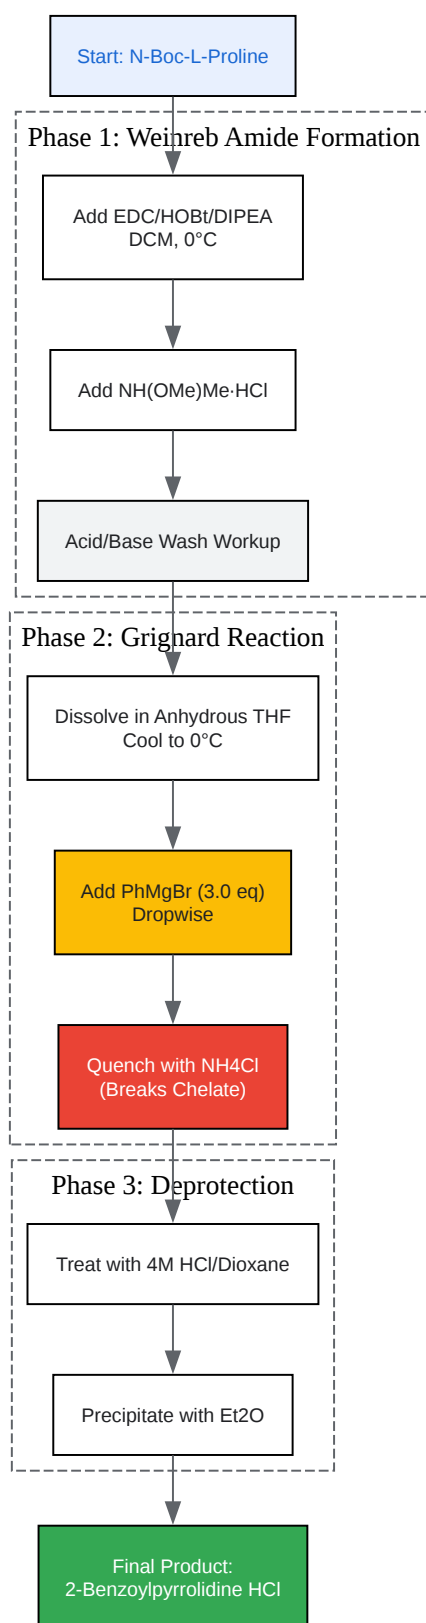 Start: N-Boc-L-Proline
Phase 1: Weinreb Amide Formation
Add EDC/HOBt/DIPEA
DCM, 0°C
Add NH(OMe)Me·HCl
Acid/Base Wash Workup
Phase 2: Grignard Reaction
Dissolve in Anhydrous THF
Cool to 0°C
Add PhMgBr (3.0 eq)
Dropwise
Quench with NH4Cl
(Breaks Chelate)
Phase 3: Deprotection
Treat with 4M HCl/Dioxane
Precipitate with Et2O
Final Product:
2-Benzoylpyrrolidine HCl